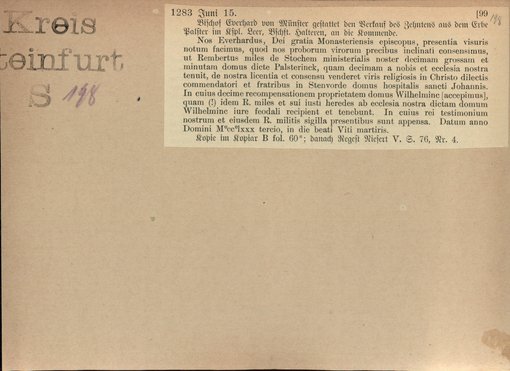 Kreis
Steinfurt
S 198
1283 Juni 15. [99
198
Bischof Everhard von Münster gestattet den Verkauf des Zehntens aus dem Erbe
Palster im Kspl. Leer, Bschft. Halteren, an die Kommende.
Nos Everhardus, Dei gratia Monasteriensis episcopus, presentia visuris
notum facimus, quod nos proborum virorum precibus inclinati consensimus,
ut Rembertus miles de Stochem ministerialis noster decimam grossam et
minutam domus dicte Palsterinck, quam decimam a nobis et ecclesia nostra
tenuit, de nostra licentia et consensu venderet viris religiosis in Christo dilectis
commendatori et fratribus in Stenvorde domus hospitalis sancti Johannis.
In cuius decime recompensationem proprietatem domus Wilhelminc [accepimus],
quam (!) idem R. miles et sui iusti heredes ab ecclesia nostra dictam domum
Wilhelminc iure feodali recipient et tenebunt. In cuius rei testimonium
nostrum et eiusdem R. militis sigilla presentibus sunt appensa. Datum anno
Domini MºccºIxxx tercio, in die beati Viti martiris.
Kopie im Kopiar B fol. 60ᵛ; danach Regest Niesert V. S. 76, Nr. 4.